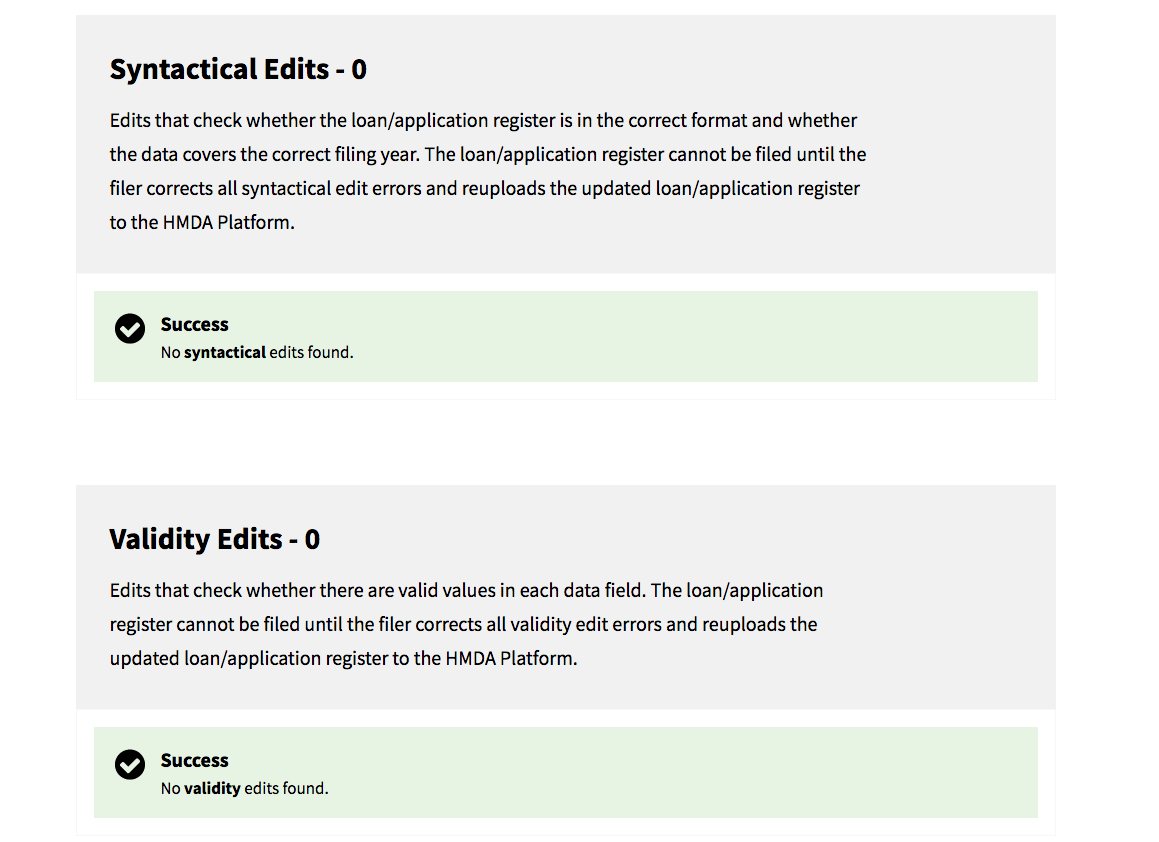 Syntactical Edits - 0
Edits that check whether the loan/application register is in the correct format and whether
the data covers the correct filing year. The loan/application register cannot be filed until the
filer corrects all syntactical edit errors and reuploads the updated loan/application register
to the HMDA Platform.
Success
No syntactical edits found.
Validity Edits - 0
Edits that check whether there are valid values in each data field. The loan/application
register cannot be filed until the filer corrects all validity edit errors and reuploads the
updated loan/application register to the HMDA Platform.
Success
No validity edits found.